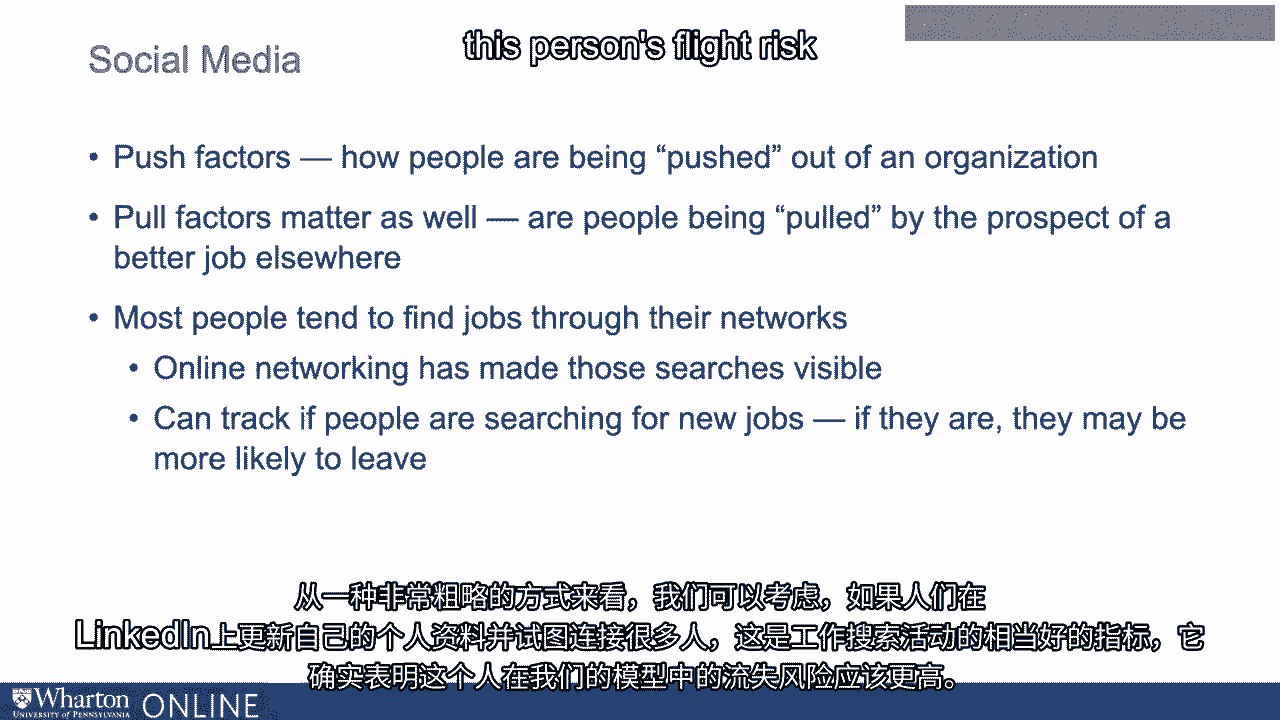 this person's flight risk
Social Media
• Push factors — how people are being “pushed” out of an organization
• Pull factors matter as well — are people being “pulled” by the prospect of a
better job elsewhere
• Most people tend to find jobs through their networks
• Online networking has made those searches visible
• Can track if people are searching for new jobs — if they are, they may be
more likely to leave
从一种非常粗略的方式来看，我们可以考虑，如果人们在
LinkedIn上更新自己的个人资料并试图连接很多人，这是工作搜索活动的相当好的指标，它
确实表明这个人在我们的模型中的流失风险应该更高。
Wharton
UNIVERSITY of PENNSYLVANIA
ONLINE